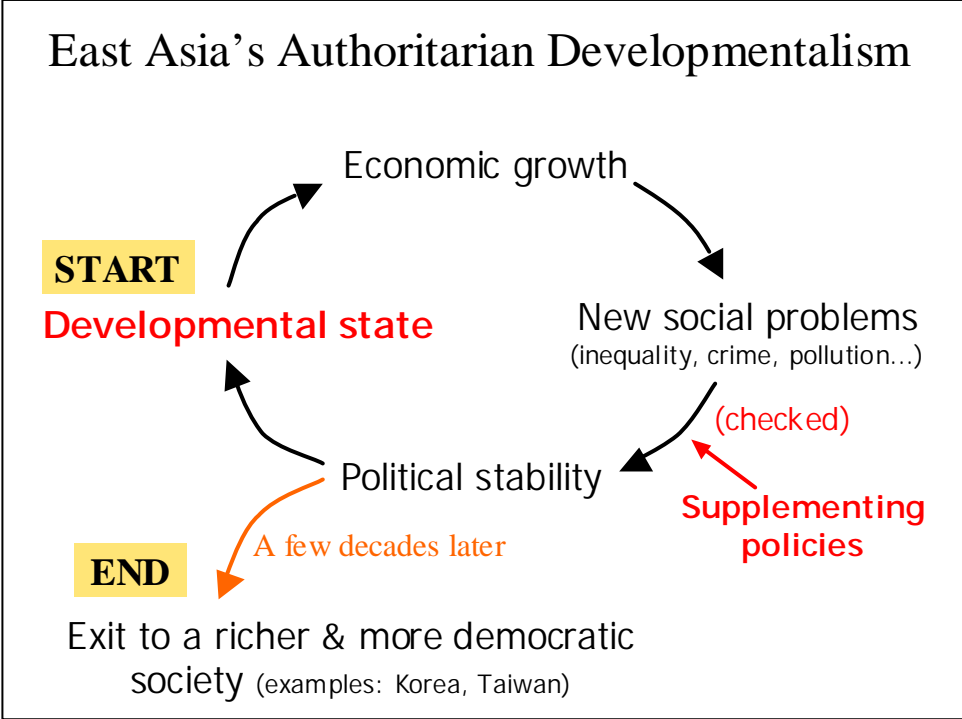 East Asia’s Authoritarian Developmentalism
Economic growth
START
Developmental state
New social problems
(inequality, crime, pollution…)
(checked)
Political stability
Supplementing
policies
A few decades later
END
Exit to a richer & more democratic
society (examples: Korea, Taiwan)